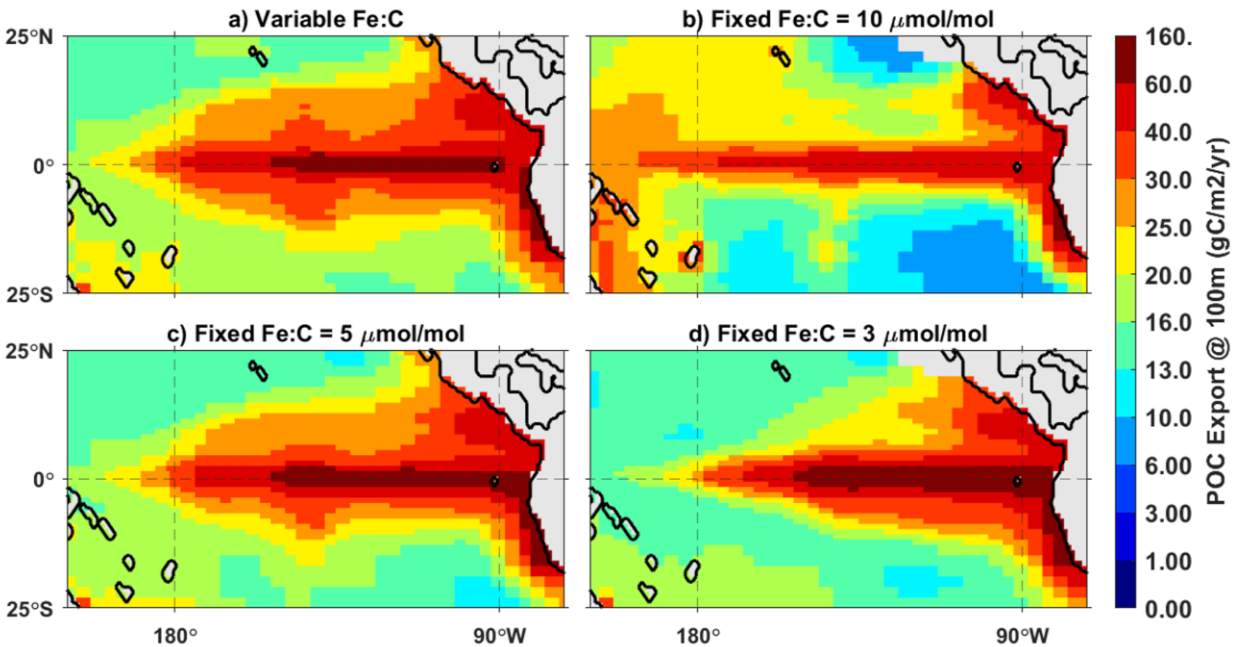 a) Variable Fe:C
b) Fixed Fe:C = 10 μmol/mol
25°N
0°
25°S
160.
60.0
40.0
30.0
25.0
20.0
16.0
13.0
10.0
6.00
3.00
1.00
0.00
POC Export @ 100m (gC/m2/yr)
c) Fixed Fe:C = 5 μmol/mol
d) Fixed Fe:C = 3 μmol/mol
25°N
0°
25°S
180°
90°W
180°
90°W